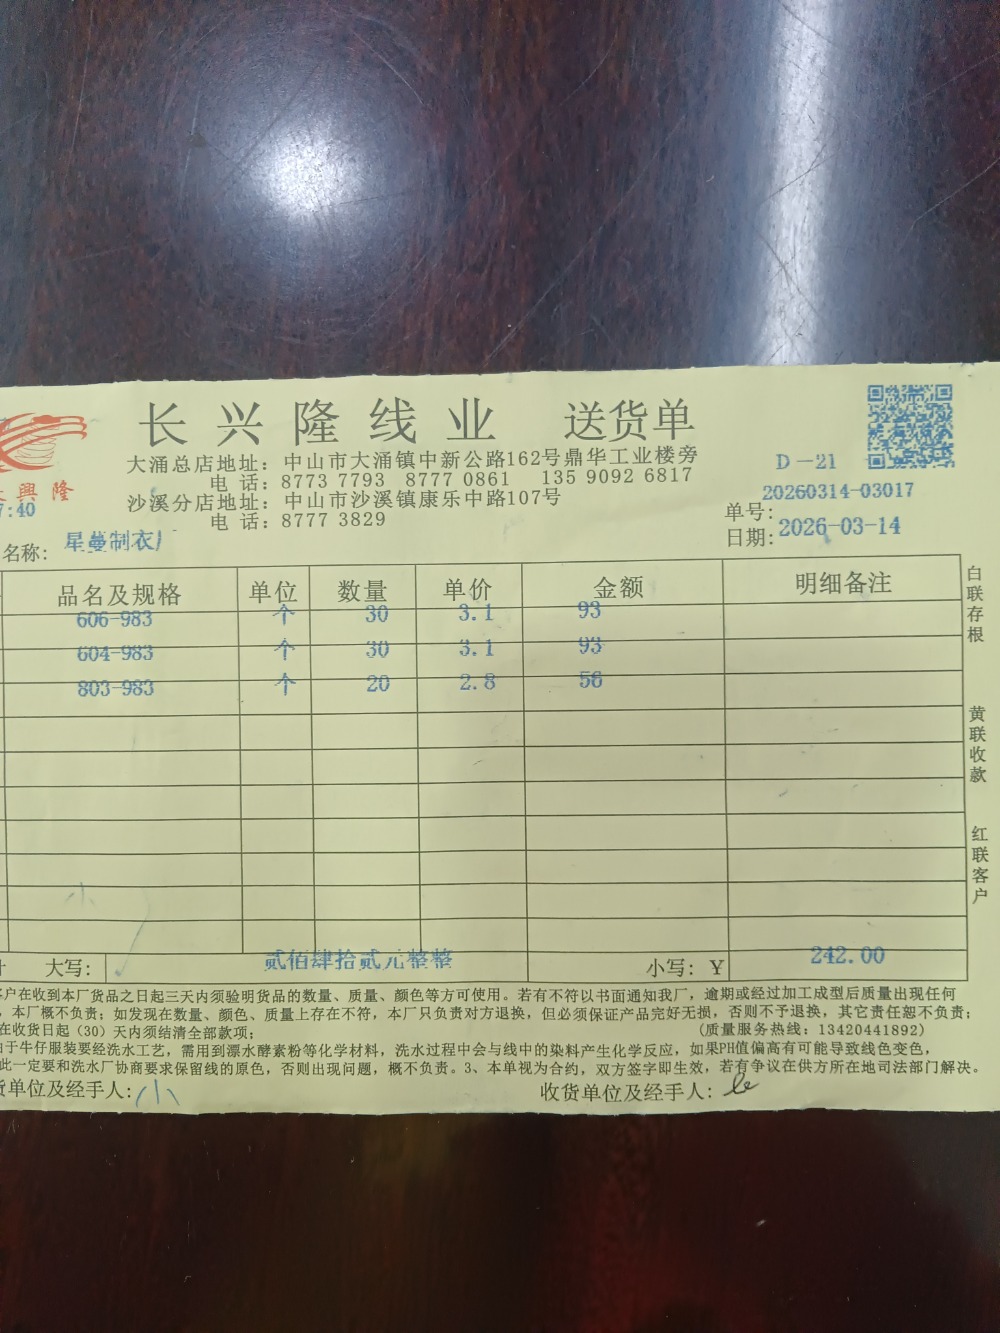 长兴隆线业 送货单
大涌总店地址：中山市大涌镇中新公路162号鼎华工业楼旁
电 话：8773 7793 8777 0861 135 9092 6817
沙溪分店地址：中山市沙溪镇康乐中路107号
电 话：8777 3829
興隆
7:40
D-21
20260314-03017
单号：
日期：2026-03-14
名称：星蔓制衣厂
品名及规格 单位 数量 单价 金额 明细备注
606-983 个 30 3.1 93
604-983 个 30 3.1 93
803-983 个 20 2.8 56
白联存根
黄联收款
红联客户
小
大写： 贰佰肆拾贰元整整 小写：￥ 242.00
户在收到本厂货品之日起三天内须验明货品的数量、质量、颜色等方可使用。若有不符以书面通知我厂，逾期或经过加工成型后质量出现任何
，本厂概不负责；如发现在数量、颜色、质量上存在不符，本厂只负责对方退换，但必须保证产品完好无损，否则不予退换，其它责任恕不负责；
在收货日起（30）天内须结清全部款项； （质量服务热线：13420441892）
于牛仔服装要经洗水工艺，需用到漂水酵素粉等化学材料，洗水过程中会与线中的染料产生化学反应，如果PH值偏高有可能导致线色变色，
此一定要和洗水厂协商要求保留线的原色，否则出现问题，概不负责。3、本单视为合约，双方签字即生效，若有争议在供方所在地司法部门解决。
货单位及经手人：小 收货单位及经手人：